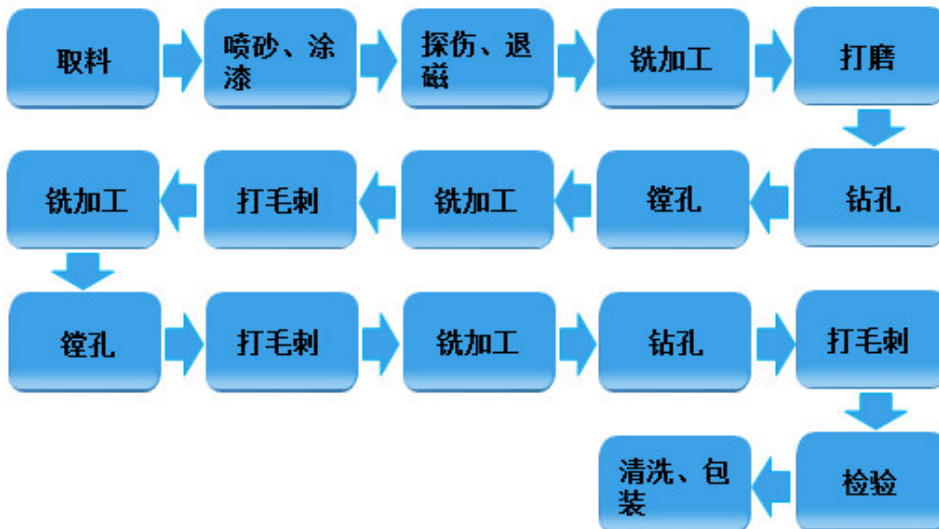 取料
喷砂、涂
漆
探伤、退
磁
铣加工
打磨
钻孔
镗孔
铣加工
打毛刺
铣加工
镗孔
打毛刺
铣加工
钻孔
打毛刺
检验
清洗、包
装